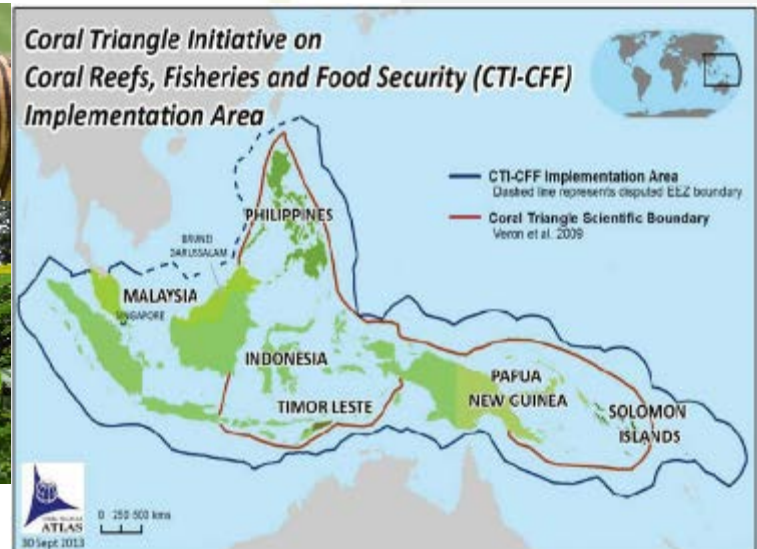 Coral Triangle Initiative on
Coral Reefs, Fisheries and Food Security (CTI-CFF)
Implementation Area
CTI-CFF Implementation Area
Dashed line represents disputed EEZ boundary
Coral Triangle Scientific Boundary
Veron et al. 2009
PHILIPPINES
BRUNEI
DARUSSALAM
MALAYSIA
SINGAPORE
INDONESIA
PAPUA
NEW GUINEA
TIMOR LESTE
SOLOMON
ISLANDS
ATLAS
0 250 500 kms
30 Sept 2013